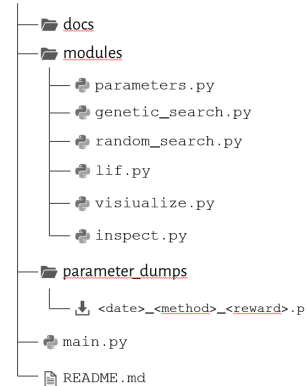 docs
modules
parameters.py
genetic_search.py
random_search.py
lif.py
visiualize.py
inspect.py
parameter_dumps
<date>_<method>_<reward>.p
main.py
README.md